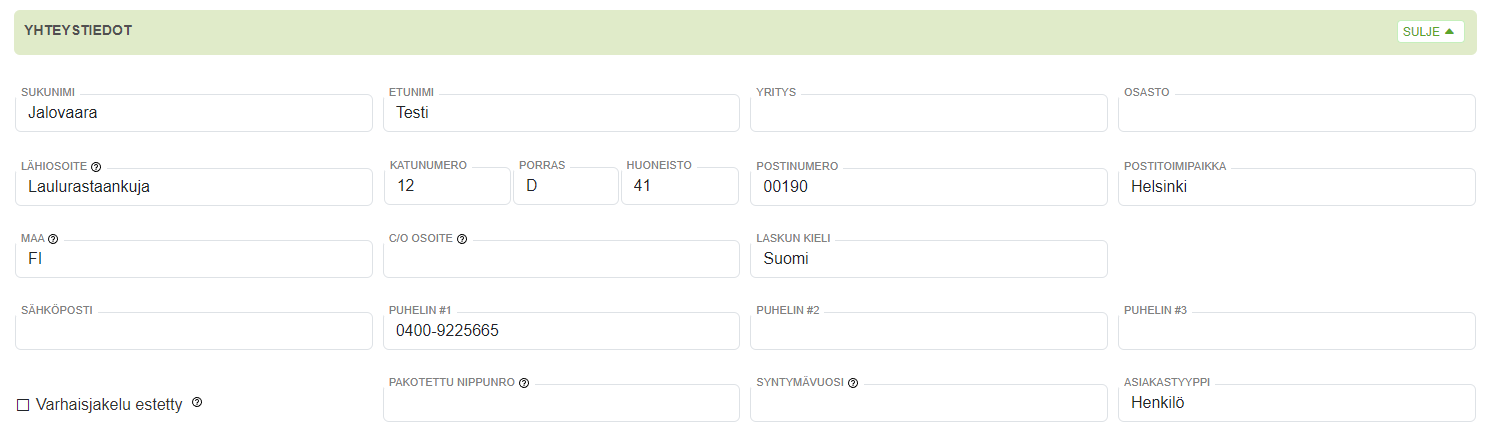 YHTEYSTIEDOT SULJE
SUKUNIMI ETUNIMI YRITYS OSASTO
Jalovaara Testi
LÄHIOSOITE KATUNUMERO PORRAS HUONEISTO POSTINUMERO POSTITOIMIPAIKKA
Laulurastaankuja 12 D 41 00190 Helsinki
MAA C/O OSOITE LASKUN KIELI
FI Suomi
SÄHKÖPOSTI PUHELIN #1 PUHELIN #2 PUHELIN #3
0400-9225665
PAKOTETTU NIPPUNRO SYNTYMÄVUOSI ASIAKASTYYPPI
Varhaisjakelu estetty Henkilö